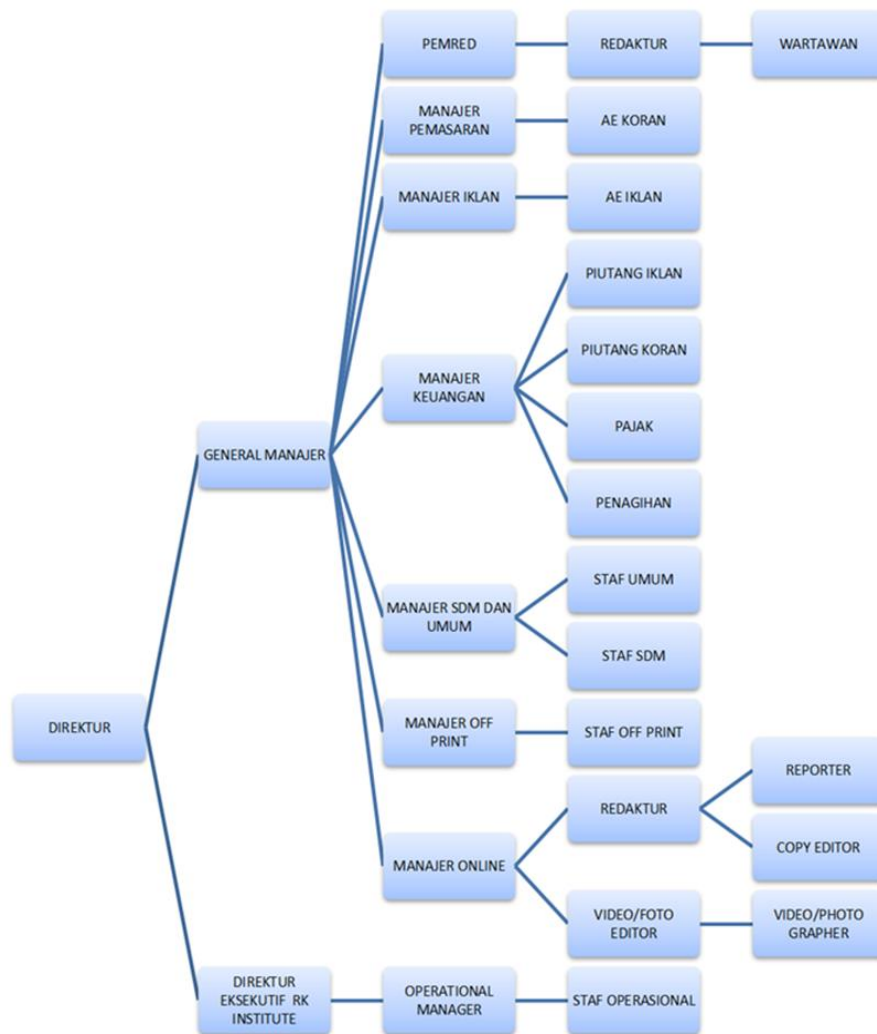 PEMRED
REDAKTUR
WARTAWAN
MANAJER
PEMASARAN
AE KORAN
MANAJER IKLAN
AE IKLAN
PIUTANG IKLAN
PIUTANG KORAN
MANAJER
KEUANGAN
PAJAK
GENERAL MANAJER
PENAGIHAN
STAF UMUM
MANAJER SDM DAN
UMUM
STAF SDM
DIREKTUR
MANAJER OFF
PRINT
STAF OFF PRINT
REPORTER
REDAKTUR
COPY EDITOR
MANAJER ONLINE
VIDEO/FOTO
EDITOR
VIDEO/PHOTO
GRAPHER
DIREKTUR
EKSEKUTIF RK
INSTITUTE
OPERATIONAL
MANAGER
STAF OPERASIONAL